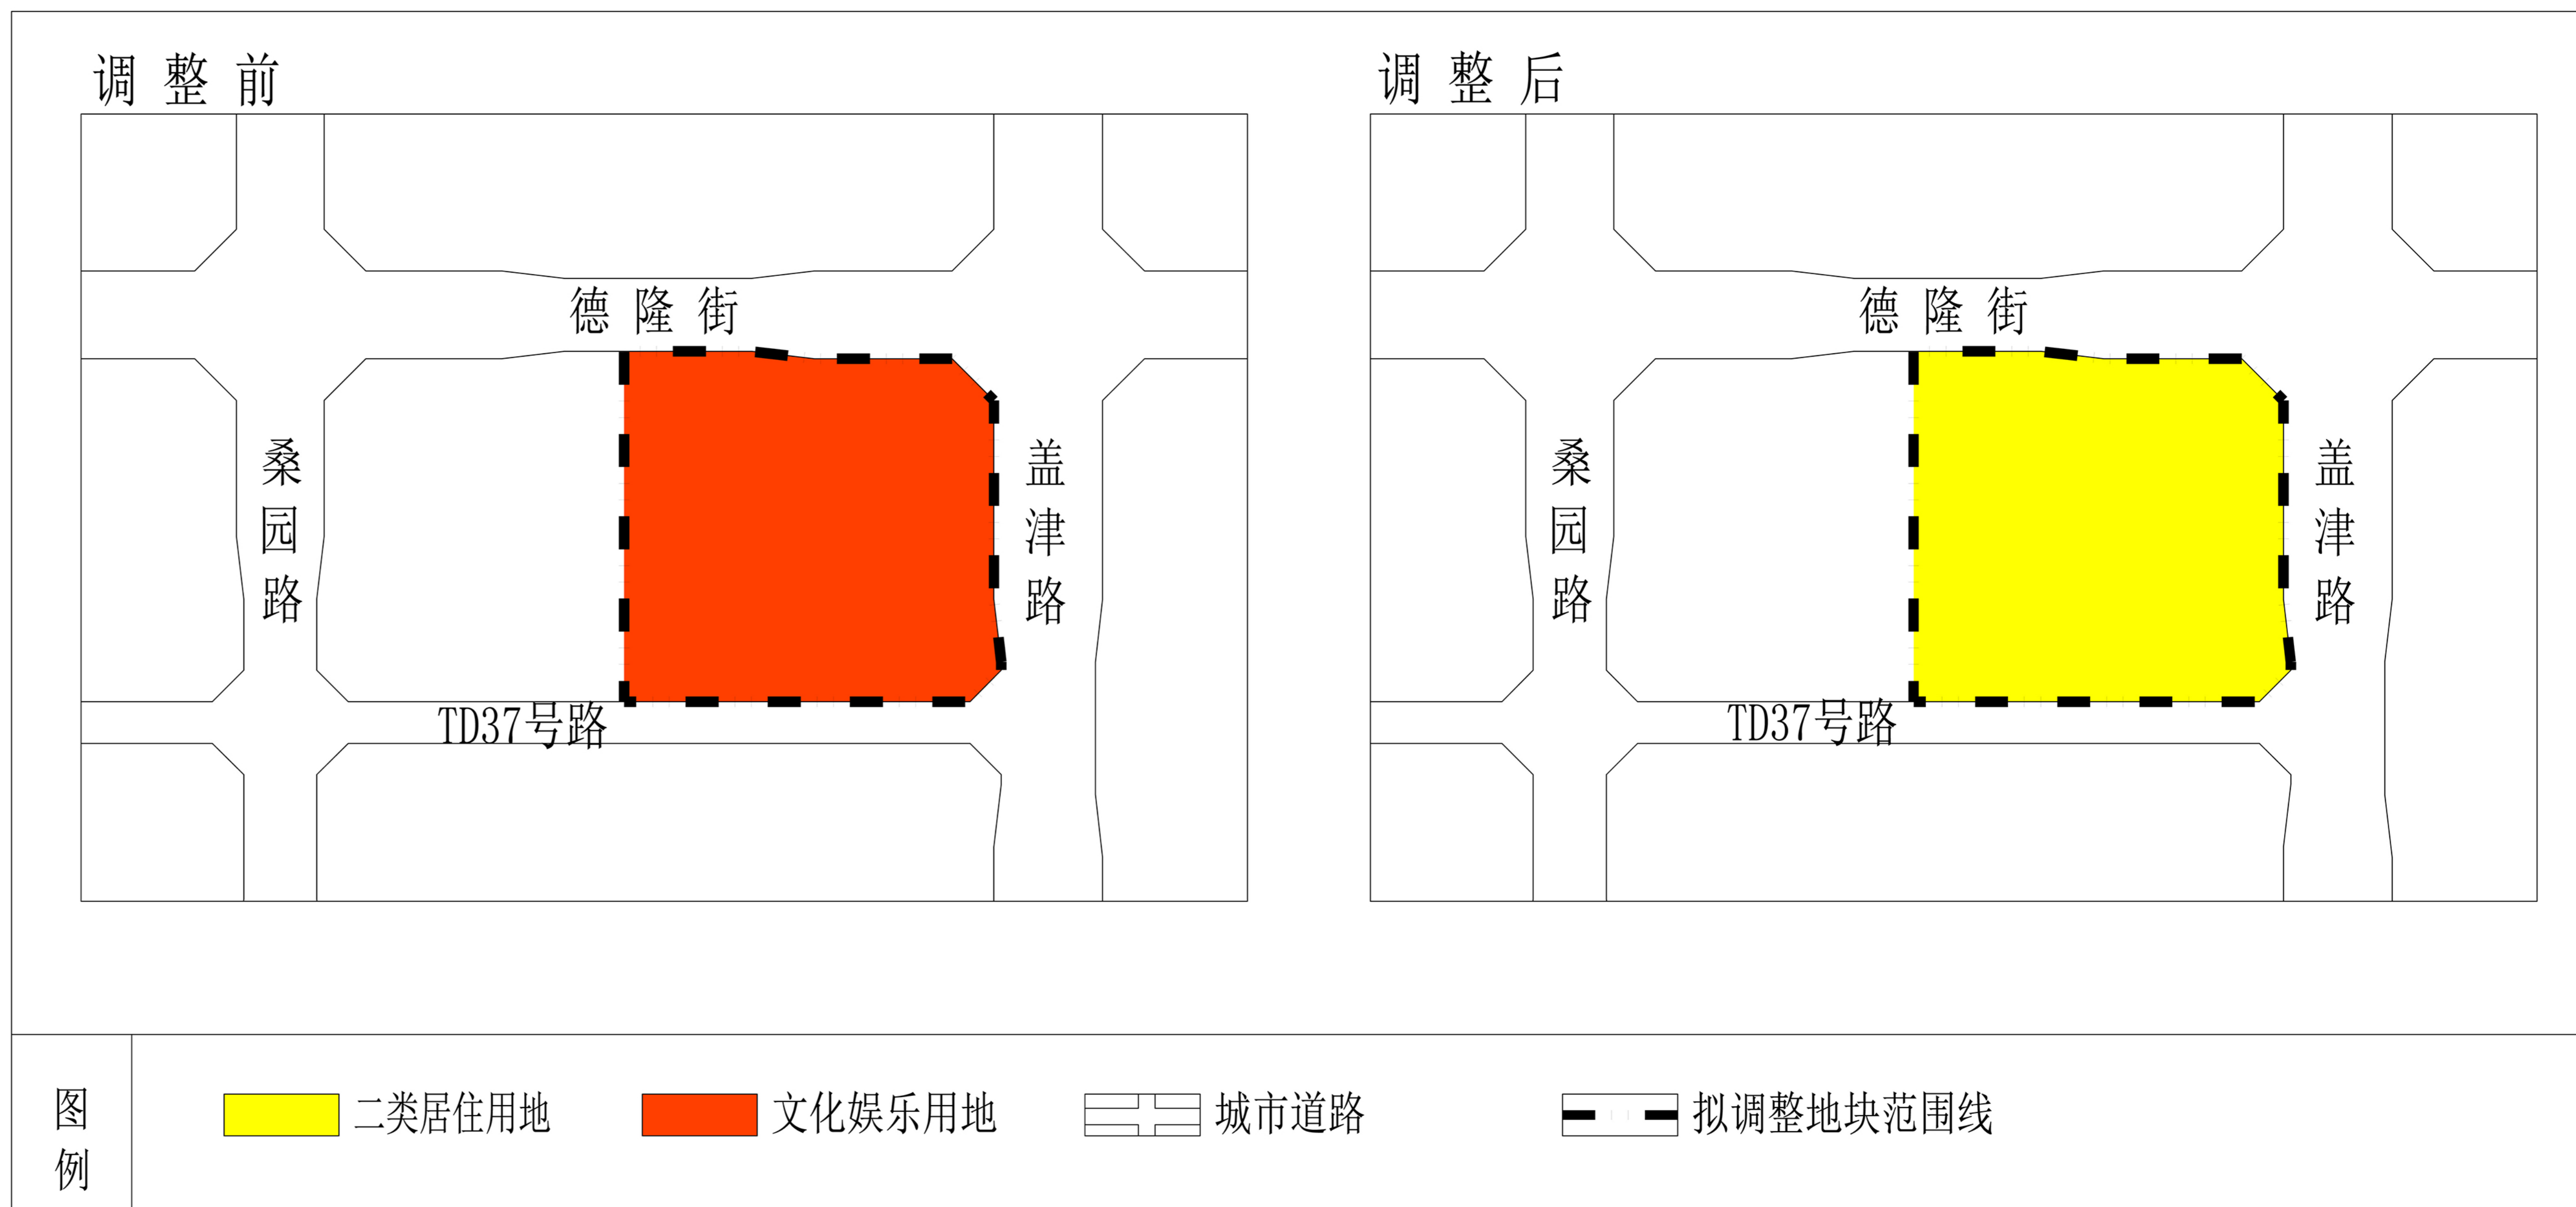 调整前
德隆街
桑园路
盖津路
TD37号路
调整后
德隆街
桑园路
盖津路
TD37号路
图例
二类居住用地
文化娱乐用地
城市道路
拟调整地块范围线